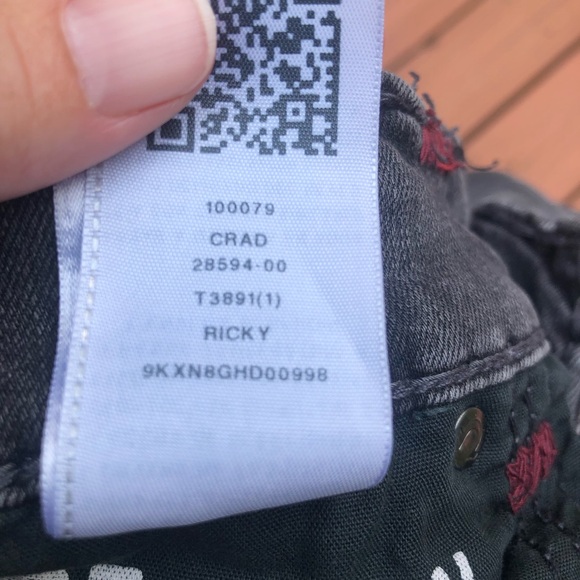 100079
CRAD
28594-00
T3891(1)
RICKY
9KXN8GHD00998